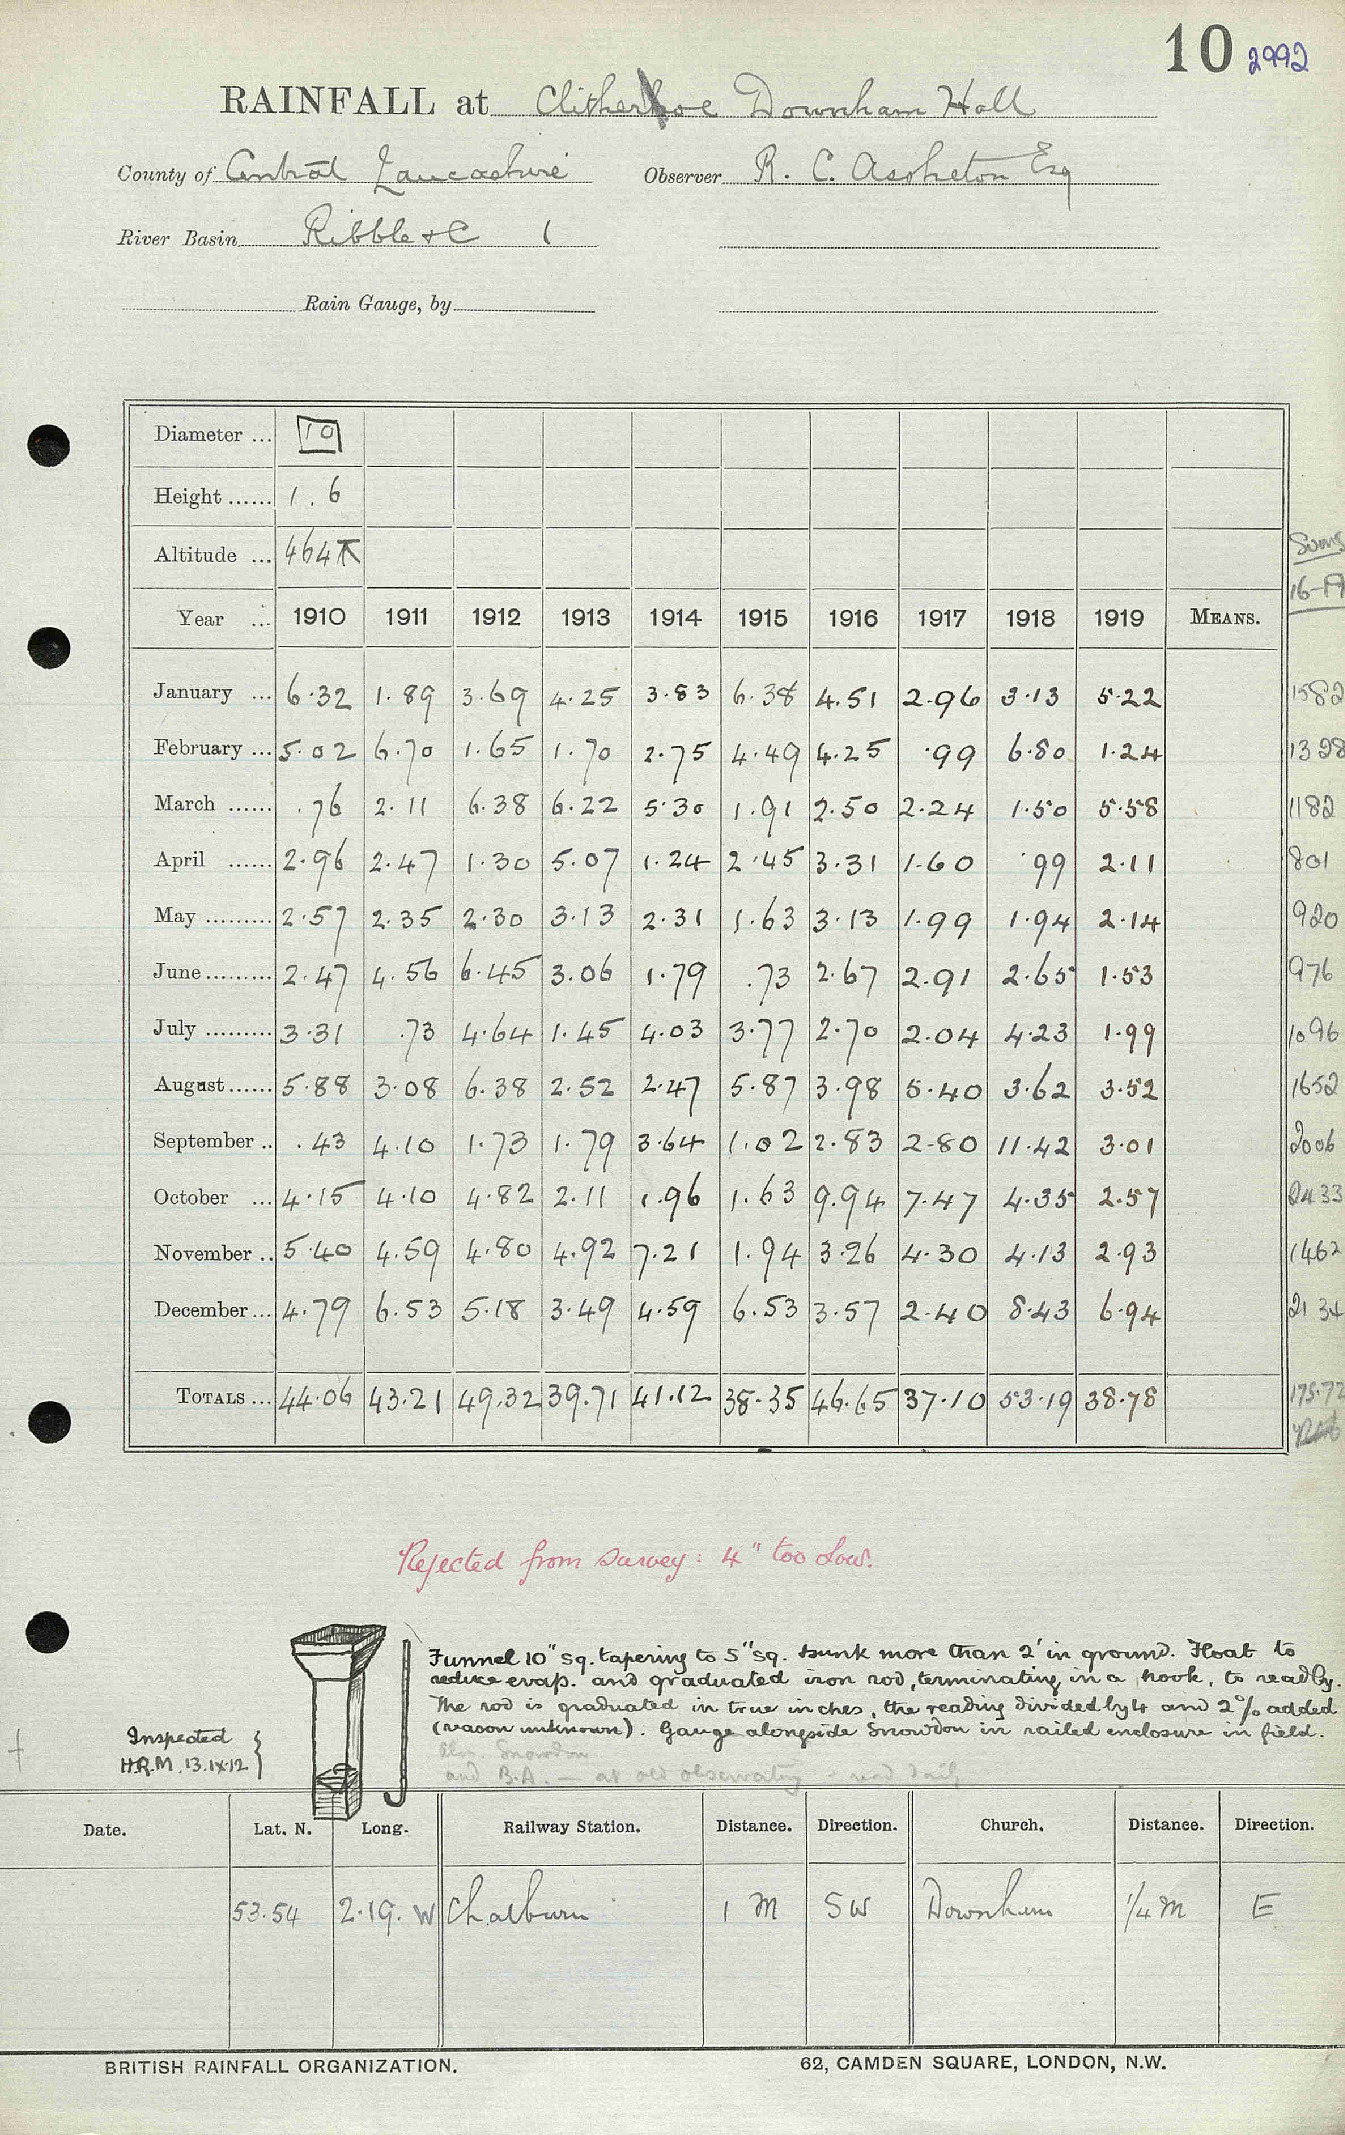 10 2992
RAINFALL at Clitheroe Downham Hall
County of Central Lancashire Observer R. C. Assheton Esq
River Basin Ribble & C 1
Rain Gauge, by
Diameter ... 10
Height ...... 1 . 6
Altitude ... 464
Sums
16-19
Year ... 1910 1911 1912 1913 1914 1915 1916 1917 1918 1919 MEANS.
January ... 6.32 1.89 3.69 4.25 3.83 6.38 4.51 2.96 3.13 5.22 1582
February ... 5.02 6.70 1.65 1.70 2.75 4.49 4.25 .99 6.80 1.24 1328
March ...... .76 2.11 6.38 6.22 5.30 1.91 2.50 2.24 1.50 5.58 1182
April ...... 2.96 2.47 1.30 5.07 1.24 2.45 3.31 1.60 .99 2.11 801
May ......... 2.57 2.35 2.30 3.13 2.31 1.63 3.13 1.99 1.94 2.14 920
June ......... 2.47 4.56 6.45 3.06 1.79 .73 2.67 2.91 2.65 1.53 976
July ......... 3.31 .73 4.64 1.45 4.03 3.77 2.70 2.04 4.23 1.99 1096
August ...... 5.88 3.08 6.38 2.52 2.47 5.87 3.98 5.40 3.62 3.52 1652
September .. .43 4.10 1.73 1.79 3.64 1.02 2.83 2.80 11.42 3.01 2006
October ... 4.15 4.10 4.82 2.11 1.96 1.63 9.94 7.47 4.35 2.57 2433
November .. 5.40 4.59 4.80 4.92 7.21 1.94 3.26 4.30 4.13 2.93 1462
December ... 4.79 6.53 5.18 3.49 4.59 6.53 3.57 2.40 8.43 6.94 2134
TOTALS ... 44.06 43.21 49.32 39.71 41.12 38.35 46.65 37.10 53.19 38.78 175.72
Rejected from survey: 4" too low.
Funnel 10" sq. tapering to 5" sq. sunk more than 2' in ground. Float to
reduce evap. and graduated iron rod, terminating in a hook, to read by.
The rod is graduated in true inches, the reading divided by 4 and 2% added
(reason unknown). Gauge alongside Snowdon in railed enclosure in field.
Inspected
H.R.M. 13.IX.12
Snowdon
and B.A. — at old observatory - read daily
Date. Lat. N. Long. Railway Station. Distance. Direction. Church. Distance. Direction.
53.54 2.19. W Chatburn 1 M SW Downham 1/4 M E
BRITISH RAINFALL ORGANIZATION. 62, CAMDEN SQUARE, LONDON, N.W.